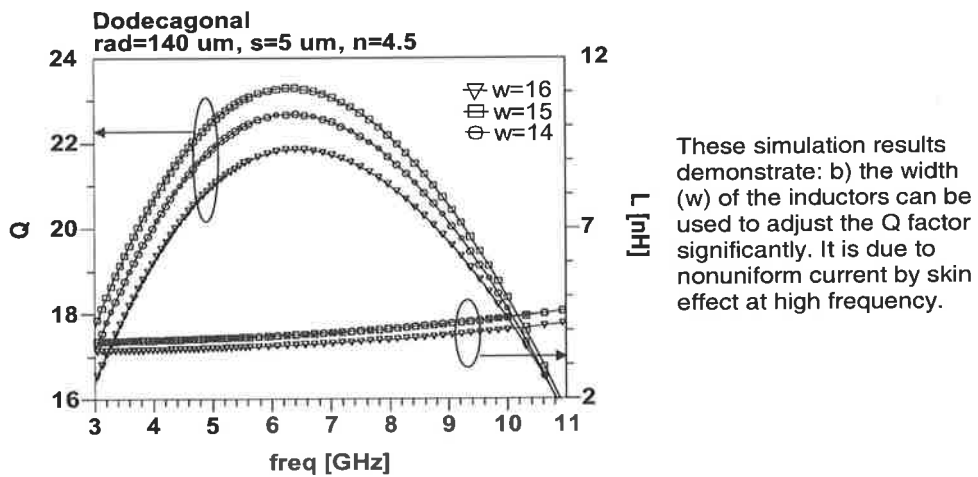 Dodecagonal
rad=140 um, s=5 um, n=4.5
24
22
20
18
16
Q
12
7
2
L [nH]
w=16
w=15
w=14
3 4 5 6 7 8 9 10 11
freq [GHz]
These simulation results
demonstrate: b) the width
(w) of the inductors can be
used to adjust the Q factor
significantly. It is due to
nonuniform current by skin
effect at high frequency.